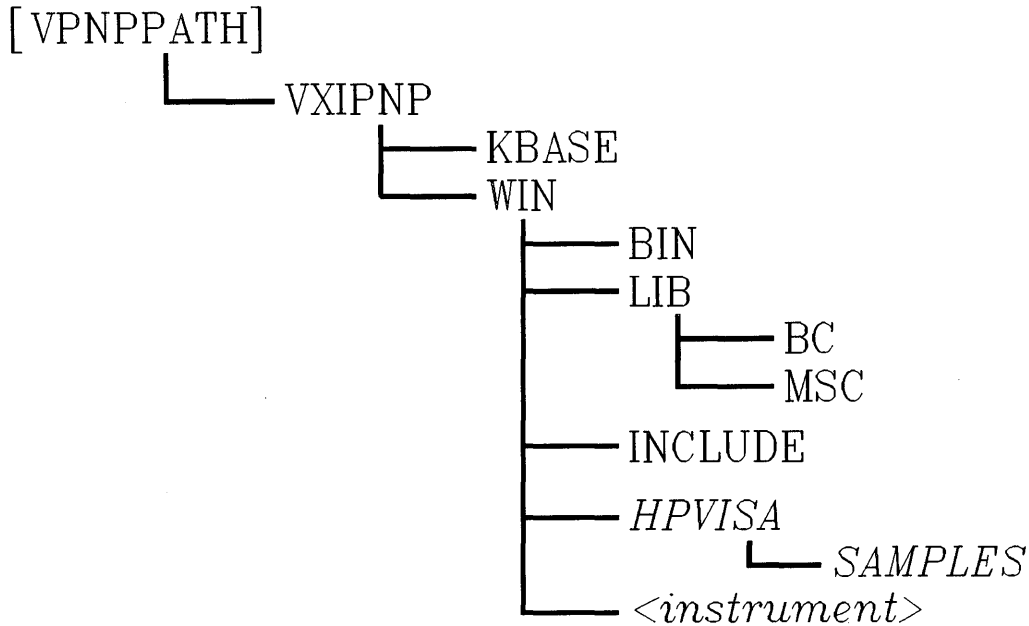 [VPNPPATH]
VXIPNP
KBASE
WIN
BIN
LIB
BC
MSC
INCLUDE
HPVISA
SAMPLES
<instrument>